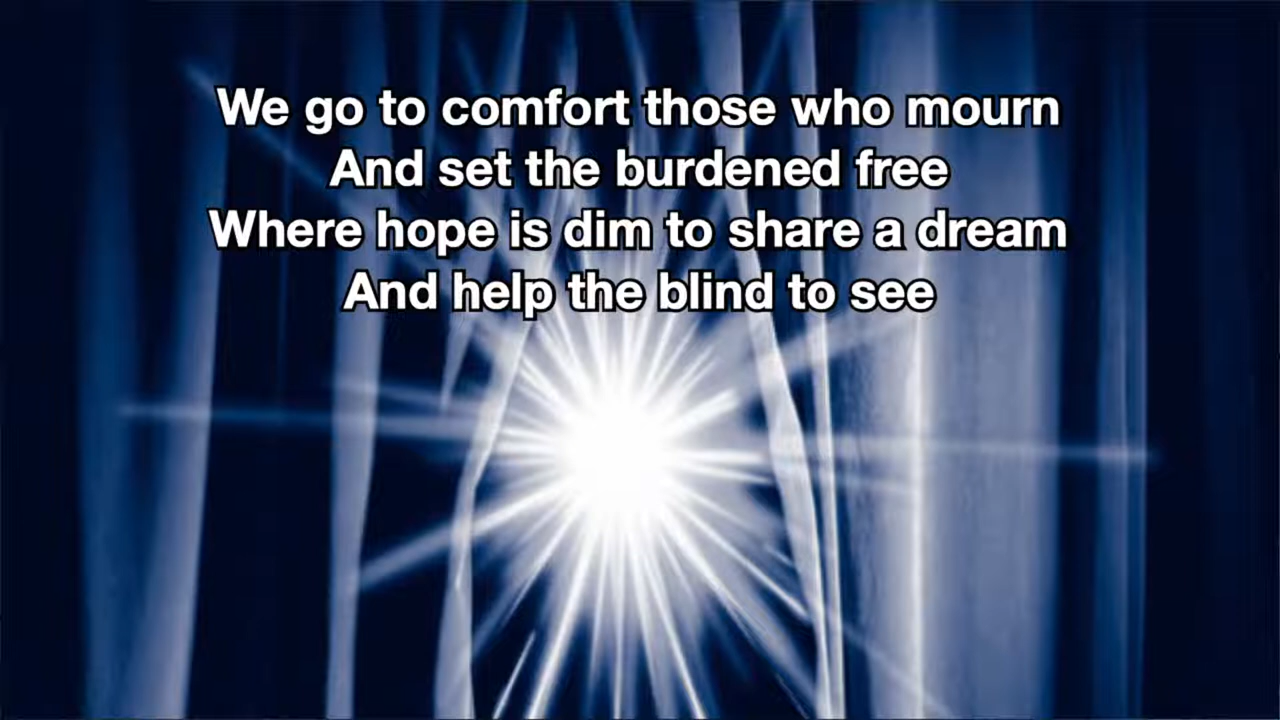 We go to comfort those who mourn
And set the burdened free
Where hope is dim to share a dream
And help the blind to see